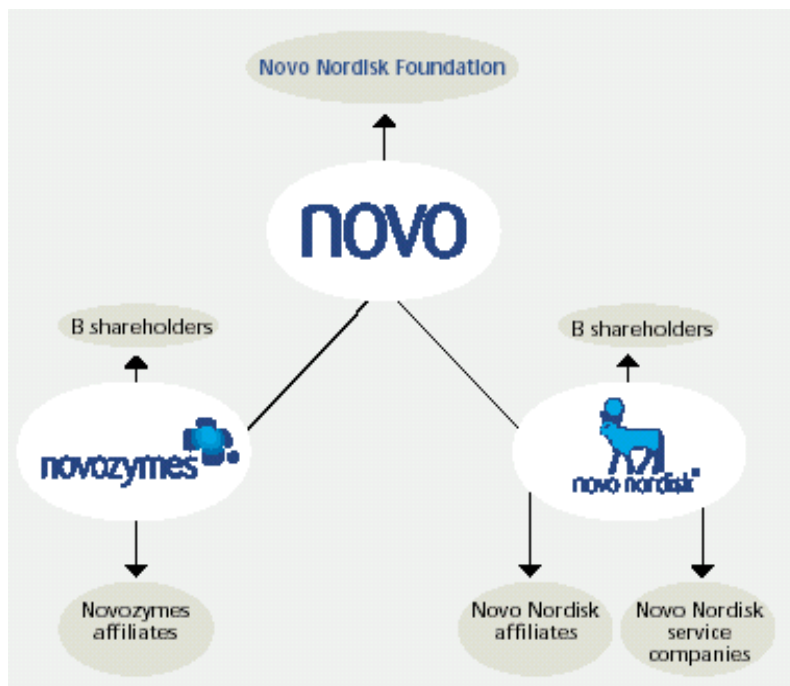 Novo Nordisk Foundation
novo
B shareholders
B shareholders
novozymes
novo nordisk®
Novozymes
affiliates
Novo Nordisk
affiliates
Novo Nordisk
service
companies